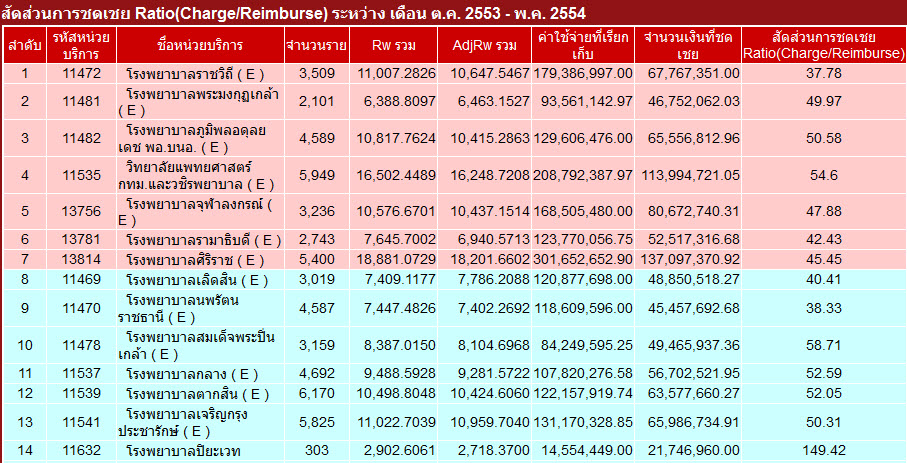 สัดส่วนการชดเชย Ratio(Charge/Reimburse) ระหว่าง เดือน ต.ค. 2553 - พ.ค. 2554
ลำดับ รหัสหน่วยบริการ ชื่อหน่วยบริการ จำนวนราย Rw รวม AdjRw รวม ค่าใช้จ่ายที่เรียกเก็บ จำนวนเงินที่ชดเชย สัดส่วนการชดเชย Ratio(Charge/Reimburse)
1 11472 โรงพยาบาลราชวิถี ( E ) 3,509 11,007.2826 10,647.5467 179,386,997.00 67,767,351.00 37.78
2 11481 โรงพยาบาลพระมงกุฎเกล้า ( E ) 2,101 6,388.8097 6,463.1527 93,561,142.97 46,752,062.03 49.97
3 11482 โรงพยาบาลภูมิพลอดุลยเดช พอ.บนอ. ( E ) 4,589 10,817.7624 10,415.2863 129,606,476.00 65,556,812.96 50.58
4 11535 วิทยาลัยแพทยศาสตร์ กทม.และวชิรพยาบาล ( E ) 5,949 16,502.4489 16,248.7208 208,792,387.97 113,994,721.05 54.6
5 13756 โรงพยาบาลจุฬาลงกรณ์ ( E ) 3,236 10,576.6701 10,437.1514 168,505,480.00 80,672,740.31 47.88
6 13781 โรงพยาบาลรามาธิบดี ( E ) 2,743 7,645.7002 6,940.5713 123,770,056.75 52,517,316.68 42.43
7 13814 โรงพยาบาลศิริราช ( E ) 5,400 18,881.0729 18,201.6602 301,652,652.90 137,097,370.92 45.45
8 11469 โรงพยาบาลเลิดสิน ( E ) 3,019 7,409.1177 7,786.2088 120,877,698.00 48,850,518.27 40.41
9 11470 โรงพยาบาลนพรัตนราชธานี ( E ) 4,587 7,447.4826 7,402.2692 118,609,596.00 45,457,692.68 38.33
10 11478 โรงพยาบาลสมเด็จพระปิ่นเกล้า ( E ) 3,159 8,387.0150 8,104.6968 84,249,595.25 49,465,937.36 58.71
11 11537 โรงพยาบาลกลาง ( E ) 4,692 9,488.5928 9,281.5722 107,820,276.58 56,702,521.95 52.59
12 11539 โรงพยาบาลตากสิน ( E ) 6,170 10,498.8048 10,424.6060 122,157,919.74 63,577,660.27 52.05
13 11541 โรงพยาบาลเจริญกรุงประชารักษ์ ( E ) 5,825 11,022.7039 10,959.7040 131,170,328.85 65,986,734.91 50.31
14 11632 โรงพยาบาลปิยะเวท 303 2,902.6061 2,718.3700 14,554,449.00 21,746,960.00 149.42